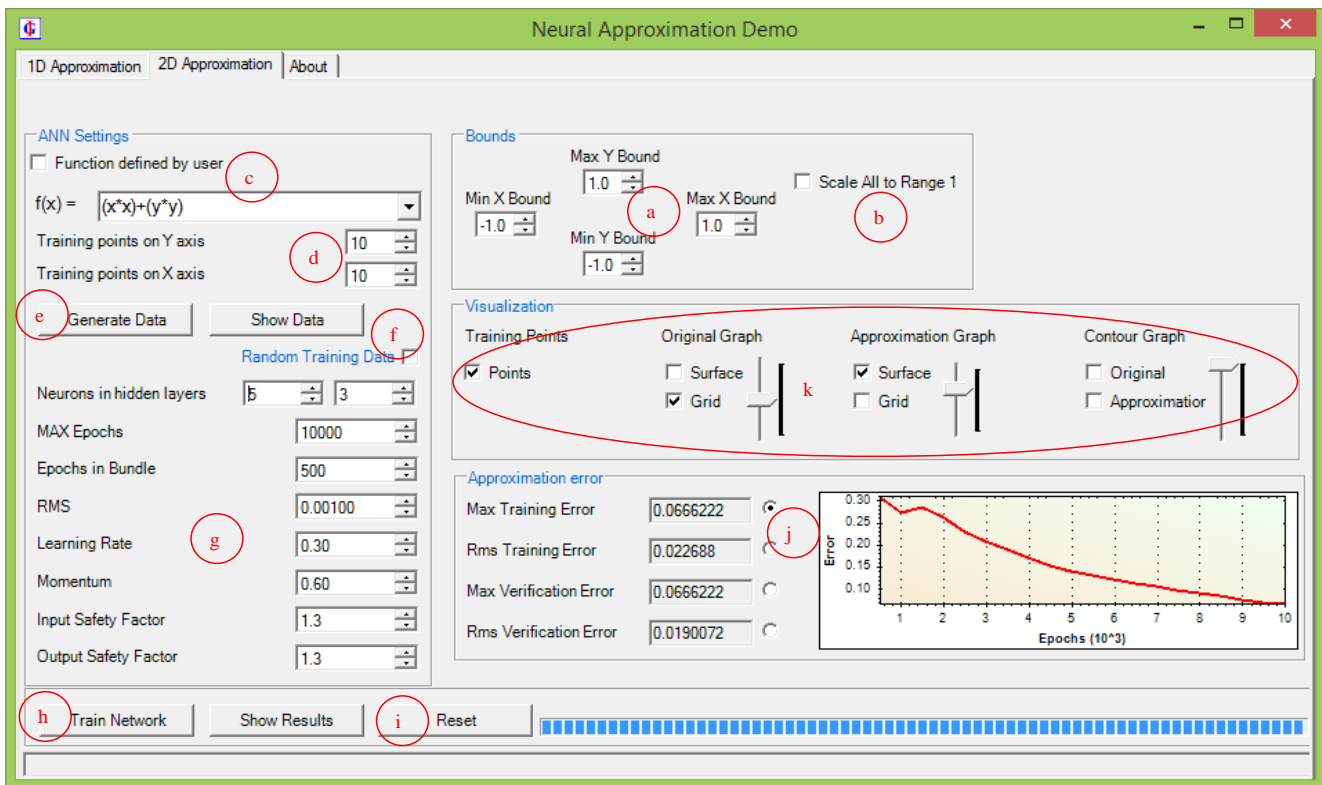 Neural Approximation Demo
1D Approximation 2D Approximation About
ANN Settings
Function defined by user
c
f(x) = (x*x)+(y*y)
Training points on Y axis 10
d
Training points on X axis 10
e
Generate Data Show Data
f
Random Training Data
Neurons in hidden layers 5 3
MAX Epochs 10000
Epochs in Bundle 500
RMS 0.00100
g
Learning Rate 0.30
Momentum 0.60
Input Safety Factor 1.3
Output Safety Factor 1.3
Bounds
Max Y Bound
1.0
Min X Bound
-1.0
a
Max X Bound
1.0
Min Y Bound
-1.0
Scale All to Range 1
b
Visualization
Training Points Original Graph Approximation Graph Contour Graph
Points Surface k Surface Original
Grid Grid Approximatior
Approximation error
Max Training Error 0.0666222
j
Rms Training Error 0.022688
Max Verification Error 0.0666222
Rms Verification Error 0.0190072
Error
0.30
0.25
0.20
0.15
0.10
1 2 3 4 5 6 7 8 9 10
Epochs (10^3)
h
Train Network Show Results
i
Reset